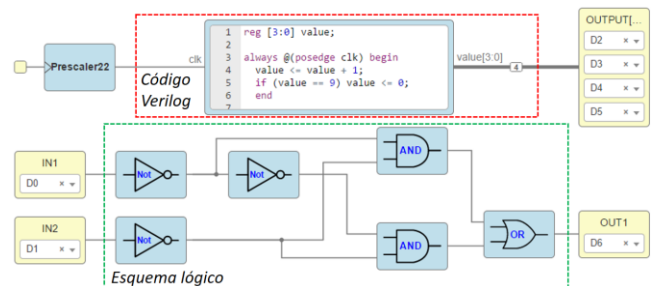 OUTPUT[...
D2 × ▾
D3 × ▾
D4 × ▾
D5 × ▾
Prescaler22
clk
Código
Verilog
1 reg [3:0] value;
2
3 always @(posedge clk) begin
4 value <= value + 1;
5 if (value == 9) value <= 0;
6 end
7
value[3:0]
4
IN1
D0 × ▾
Not
Not
AND
IN2
D1 × ▾
Not
AND
OR
OUT1
D6 × ▾
Esquema lógico